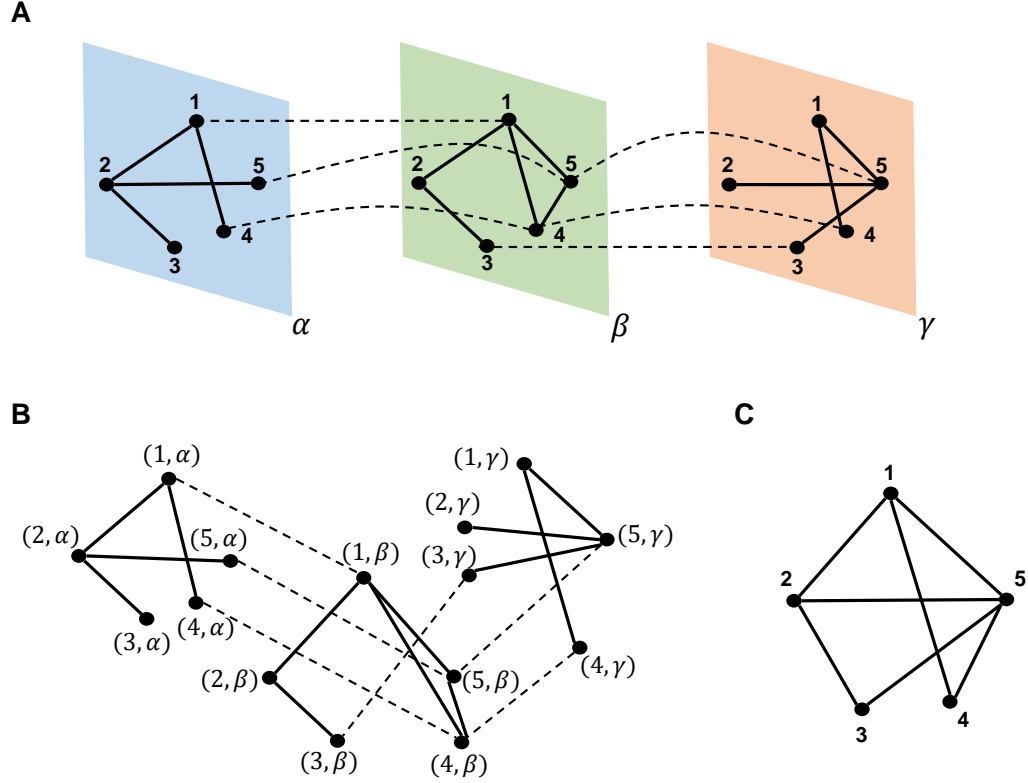 A
1
2
5
4
3
α
1
2
5
4
3
β
1
2
5
4
3
γ
B
(1, α)
(2, α)
(5, α)
(3, α)
(4, α)
(1, β)
(2, β)
(5, β)
(3, β)
(4, β)
(1, γ)
(2, γ)
(3, γ)
(5, γ)
(4, γ)
C
1
2
5
3
4